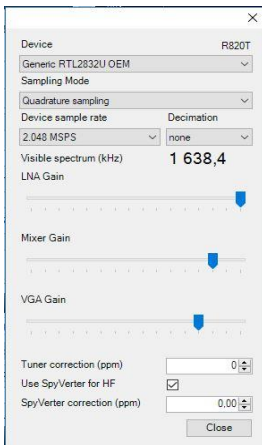 Device R820T
Generic RTL2832U OEM
Sampling Mode
Quadrature sampling
Device sample rate Decimation
2.048 MSPS none
Visible spectrum (kHz) 1 638,4
LNA Gain
Mixer Gain
VGA Gain
Tuner correction (ppm) 0
Use SpyVerter for HF
SpyVerter correction (ppm) 0,00
Close